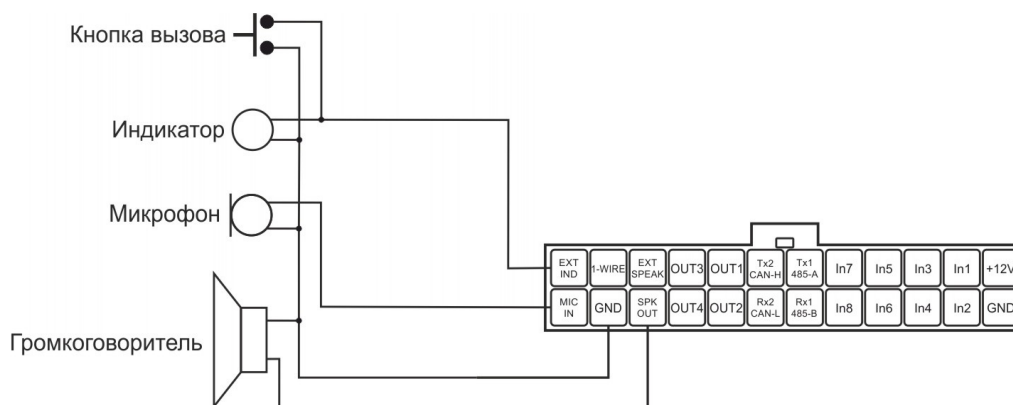 Кнопка вызова
Индикатор
Микрофон
Громкоговоритель
EXT IND
1-WIRE
EXT SPEAK
OUT3
OUT1
Tx2 CAN-H
Tx1 485-A
In7
In5
In3
In1
+12V
MIC IN
GND
SPK OUT
OUT4
OUT2
Rx2 CAN-L
Rx1 485-B
In8
In6
In4
In2
GND